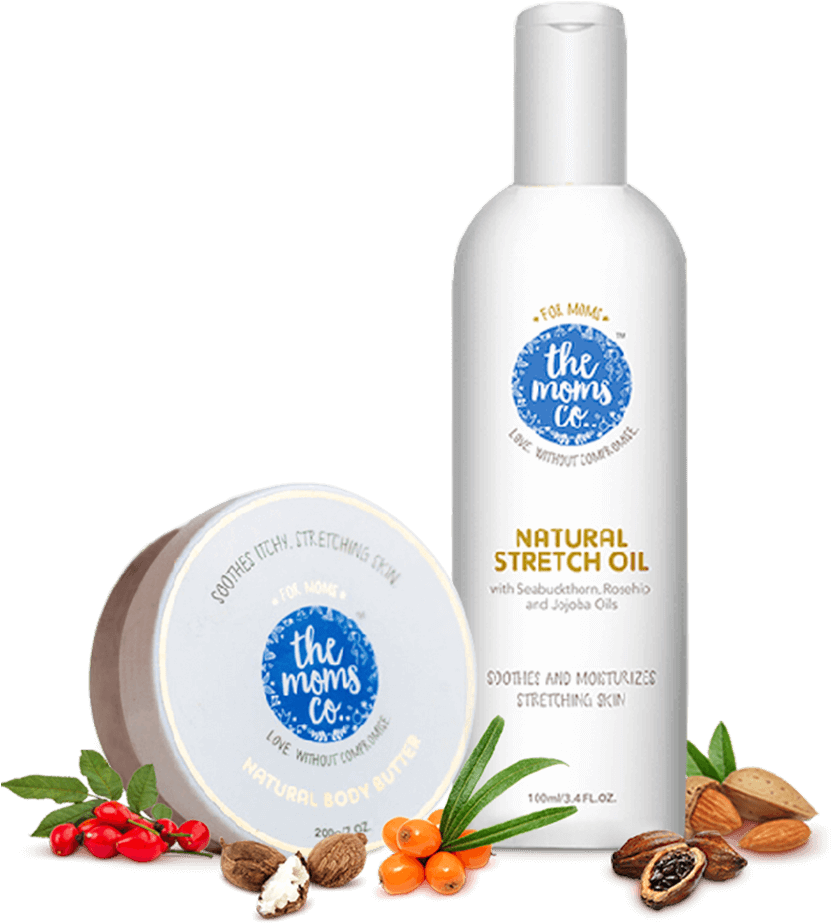 SOOTHES ITCHY, STRETCHING SKIN
• FOR MOMS •
the
moms
co..
LOVE. WITHOUT COMPROMISE.
NATURAL BODY BUTTER
• FOR MOMS •
TM
the
moms
co..
LOVE. WITHOUT COMPROMISE.
NATURAL
STRETCH OIL
with Seabuckthorn, Rosehip
and Jojoba Oils
SOOTHES AND MOISTURIZES
STRETCHING SKIN
100ml/3.4 FL.OZ.